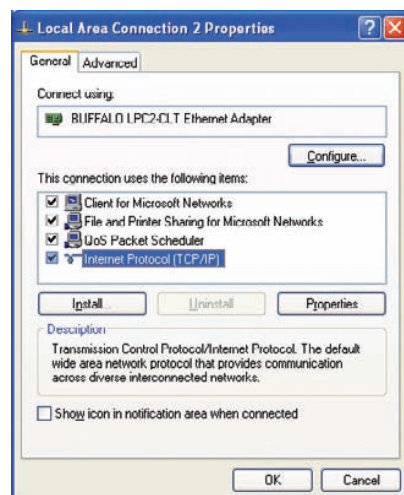 Local Area Connection 2 Properties
General Advanced
Connect using:
BUFFALO LPC2-CLT Ethernet Adapter
Configure...
This connection uses the following items:
Client for Microsoft Networks
File and Printer Sharing for Microsoft Networks
QoS Packet Scheduler
Internet Protocol (TCP/IP)
Install... Uninstall Properties
Description
Transmission Control Protocol/Internet Protocol. The default
wide area network protocol that provides communication
across diverse interconnected networks.
Show icon in notification area when connected
OK Cancel